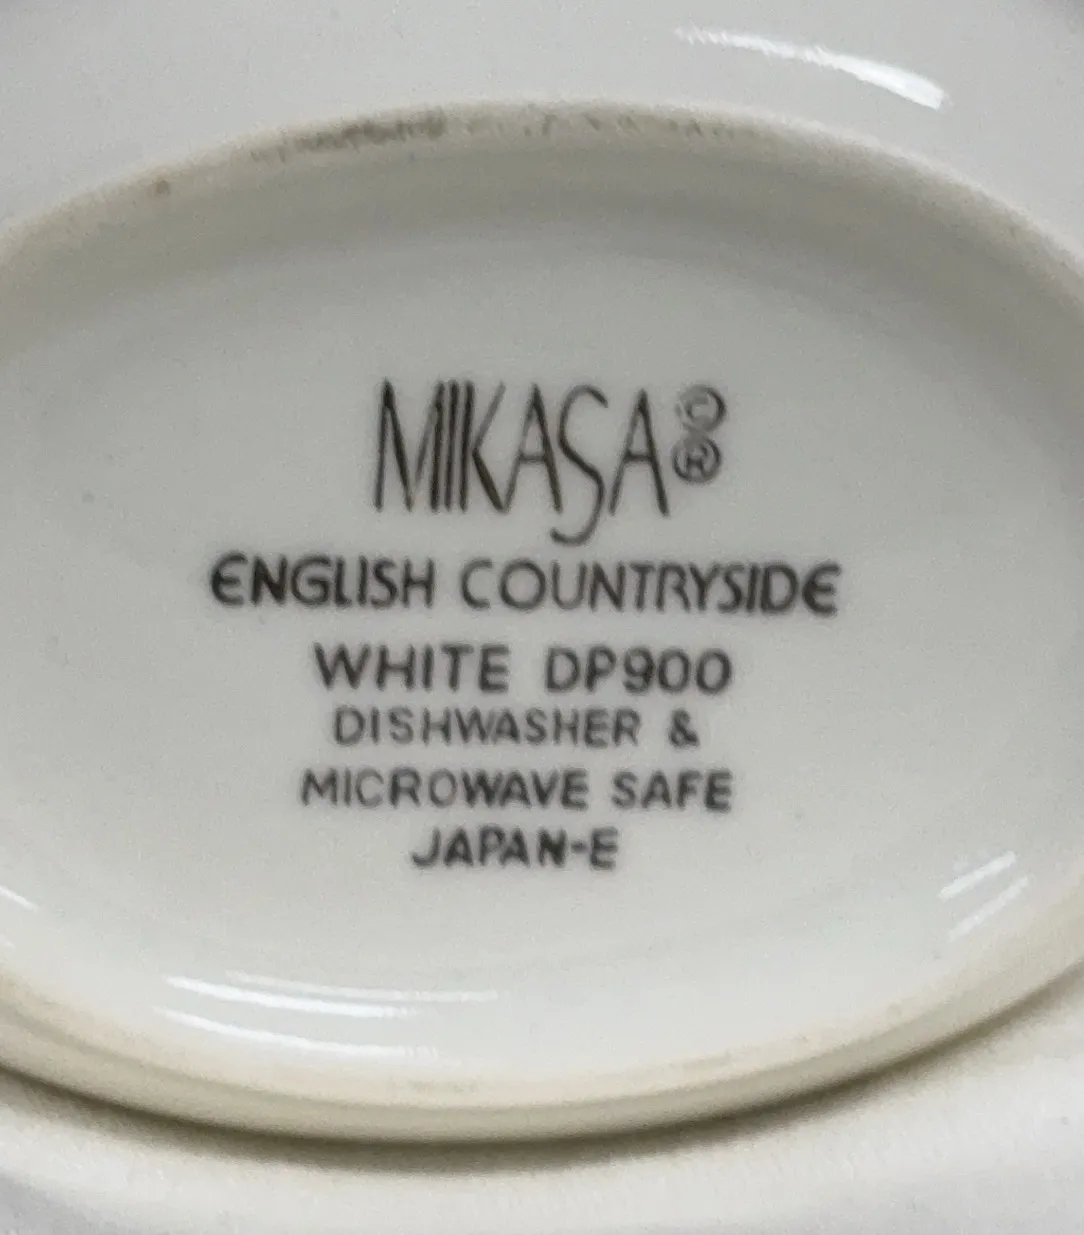 MIKASA©®
ENGLISH COUNTRYSIDE
WHITE DP900
DISHWASHER &
MICROWAVE SAFE
JAPAN-E